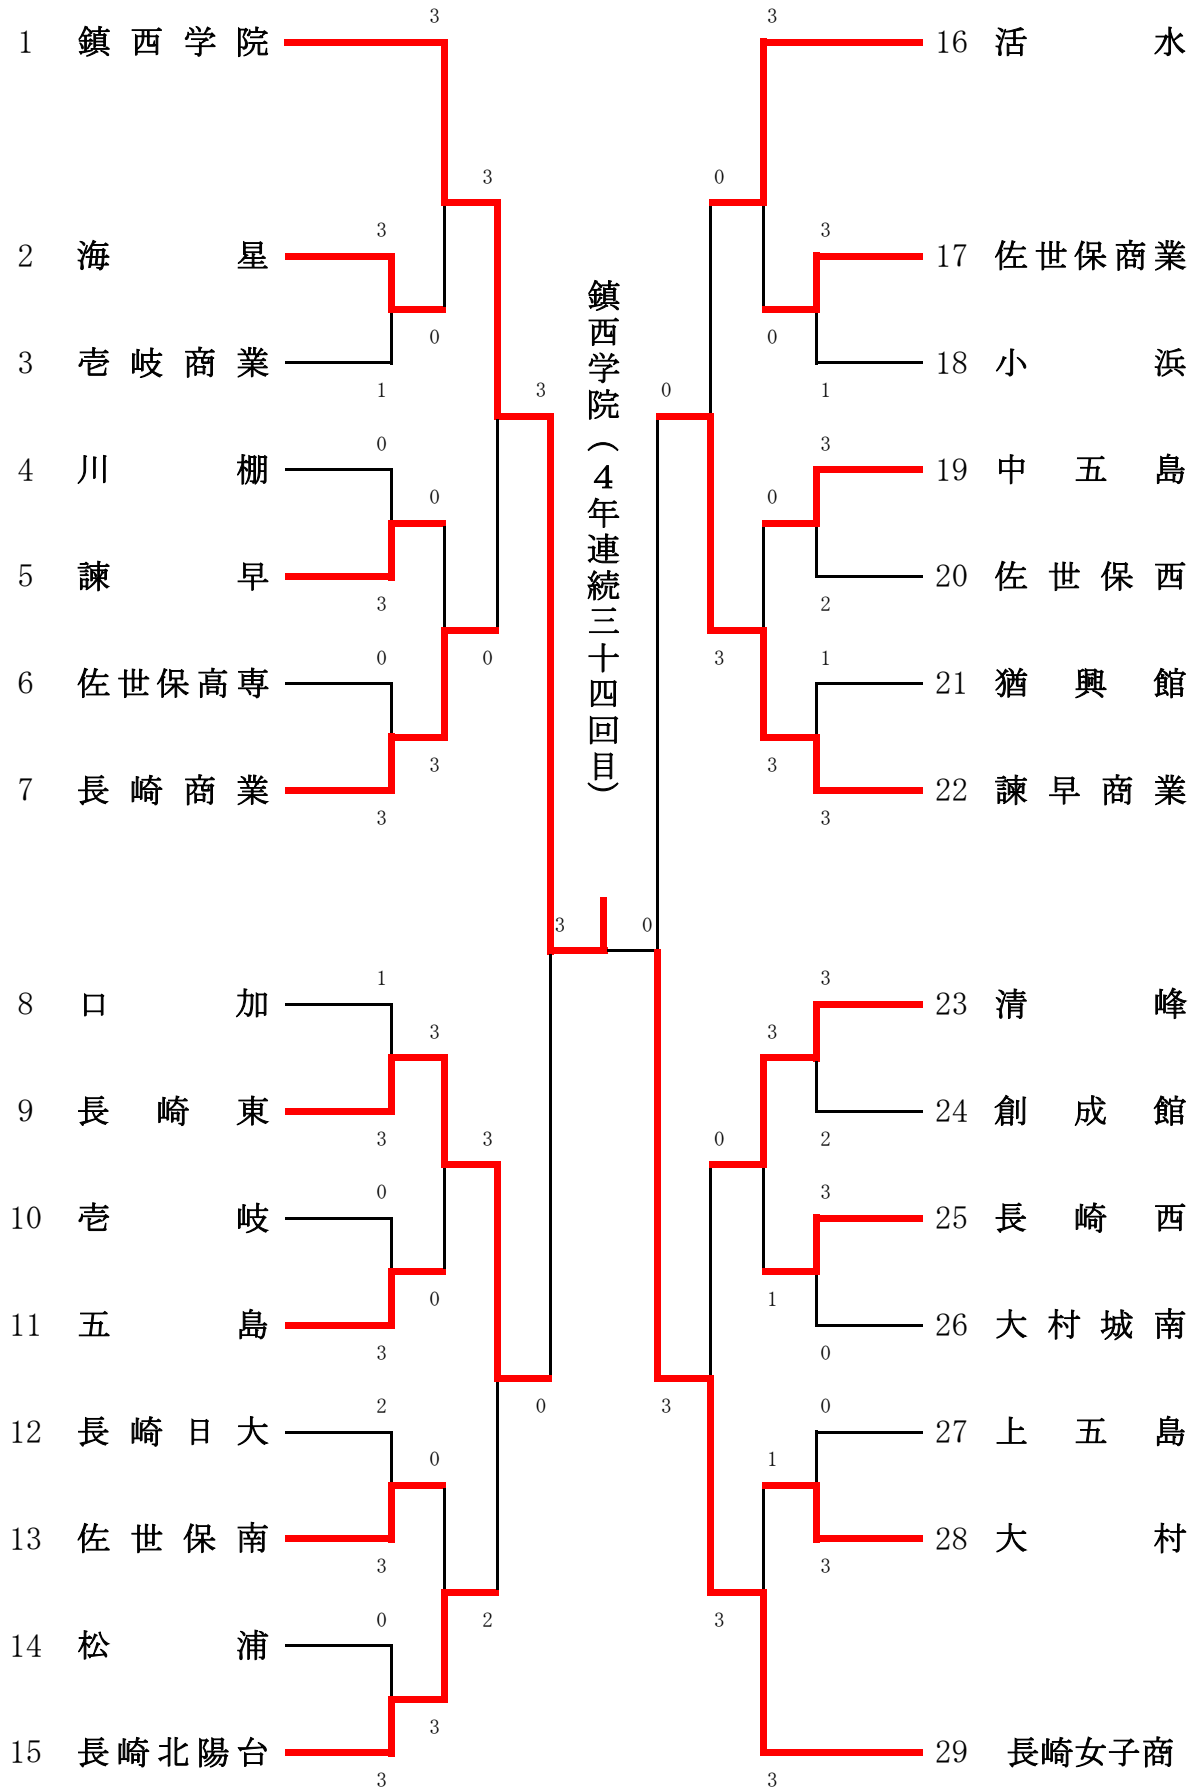 1 鎮西学院
2 海星
3 壱岐商業
4 川棚
5 諫早
6 佐世保高専
7 長崎商業
8 口加
9 長崎東
10 壱岐
11 五島
12 長崎日大
13 佐世保南
14 松浦
15 長崎北陽台
3
3
3
0
1
0
0
3
3
0
0
3
3
1
3
3
3
0
0
3
2
0
0
3
2
0
3
3
3
0
鎮西学院(4年連続三十四回目)
3
0
3
0
1
0
3
0
2
3
1
3
3
0
3
3
3
2
0
3
1
0
3
0
1
3
3
3
16 活水
17 佐世保商業
18 小浜
19 中五島
20 佐世保西
21 猶興館
22 諫早商業
23 清峰
24 創成館
25 長崎西
26 大村城南
27 上五島
28 大村
29 長崎女子商